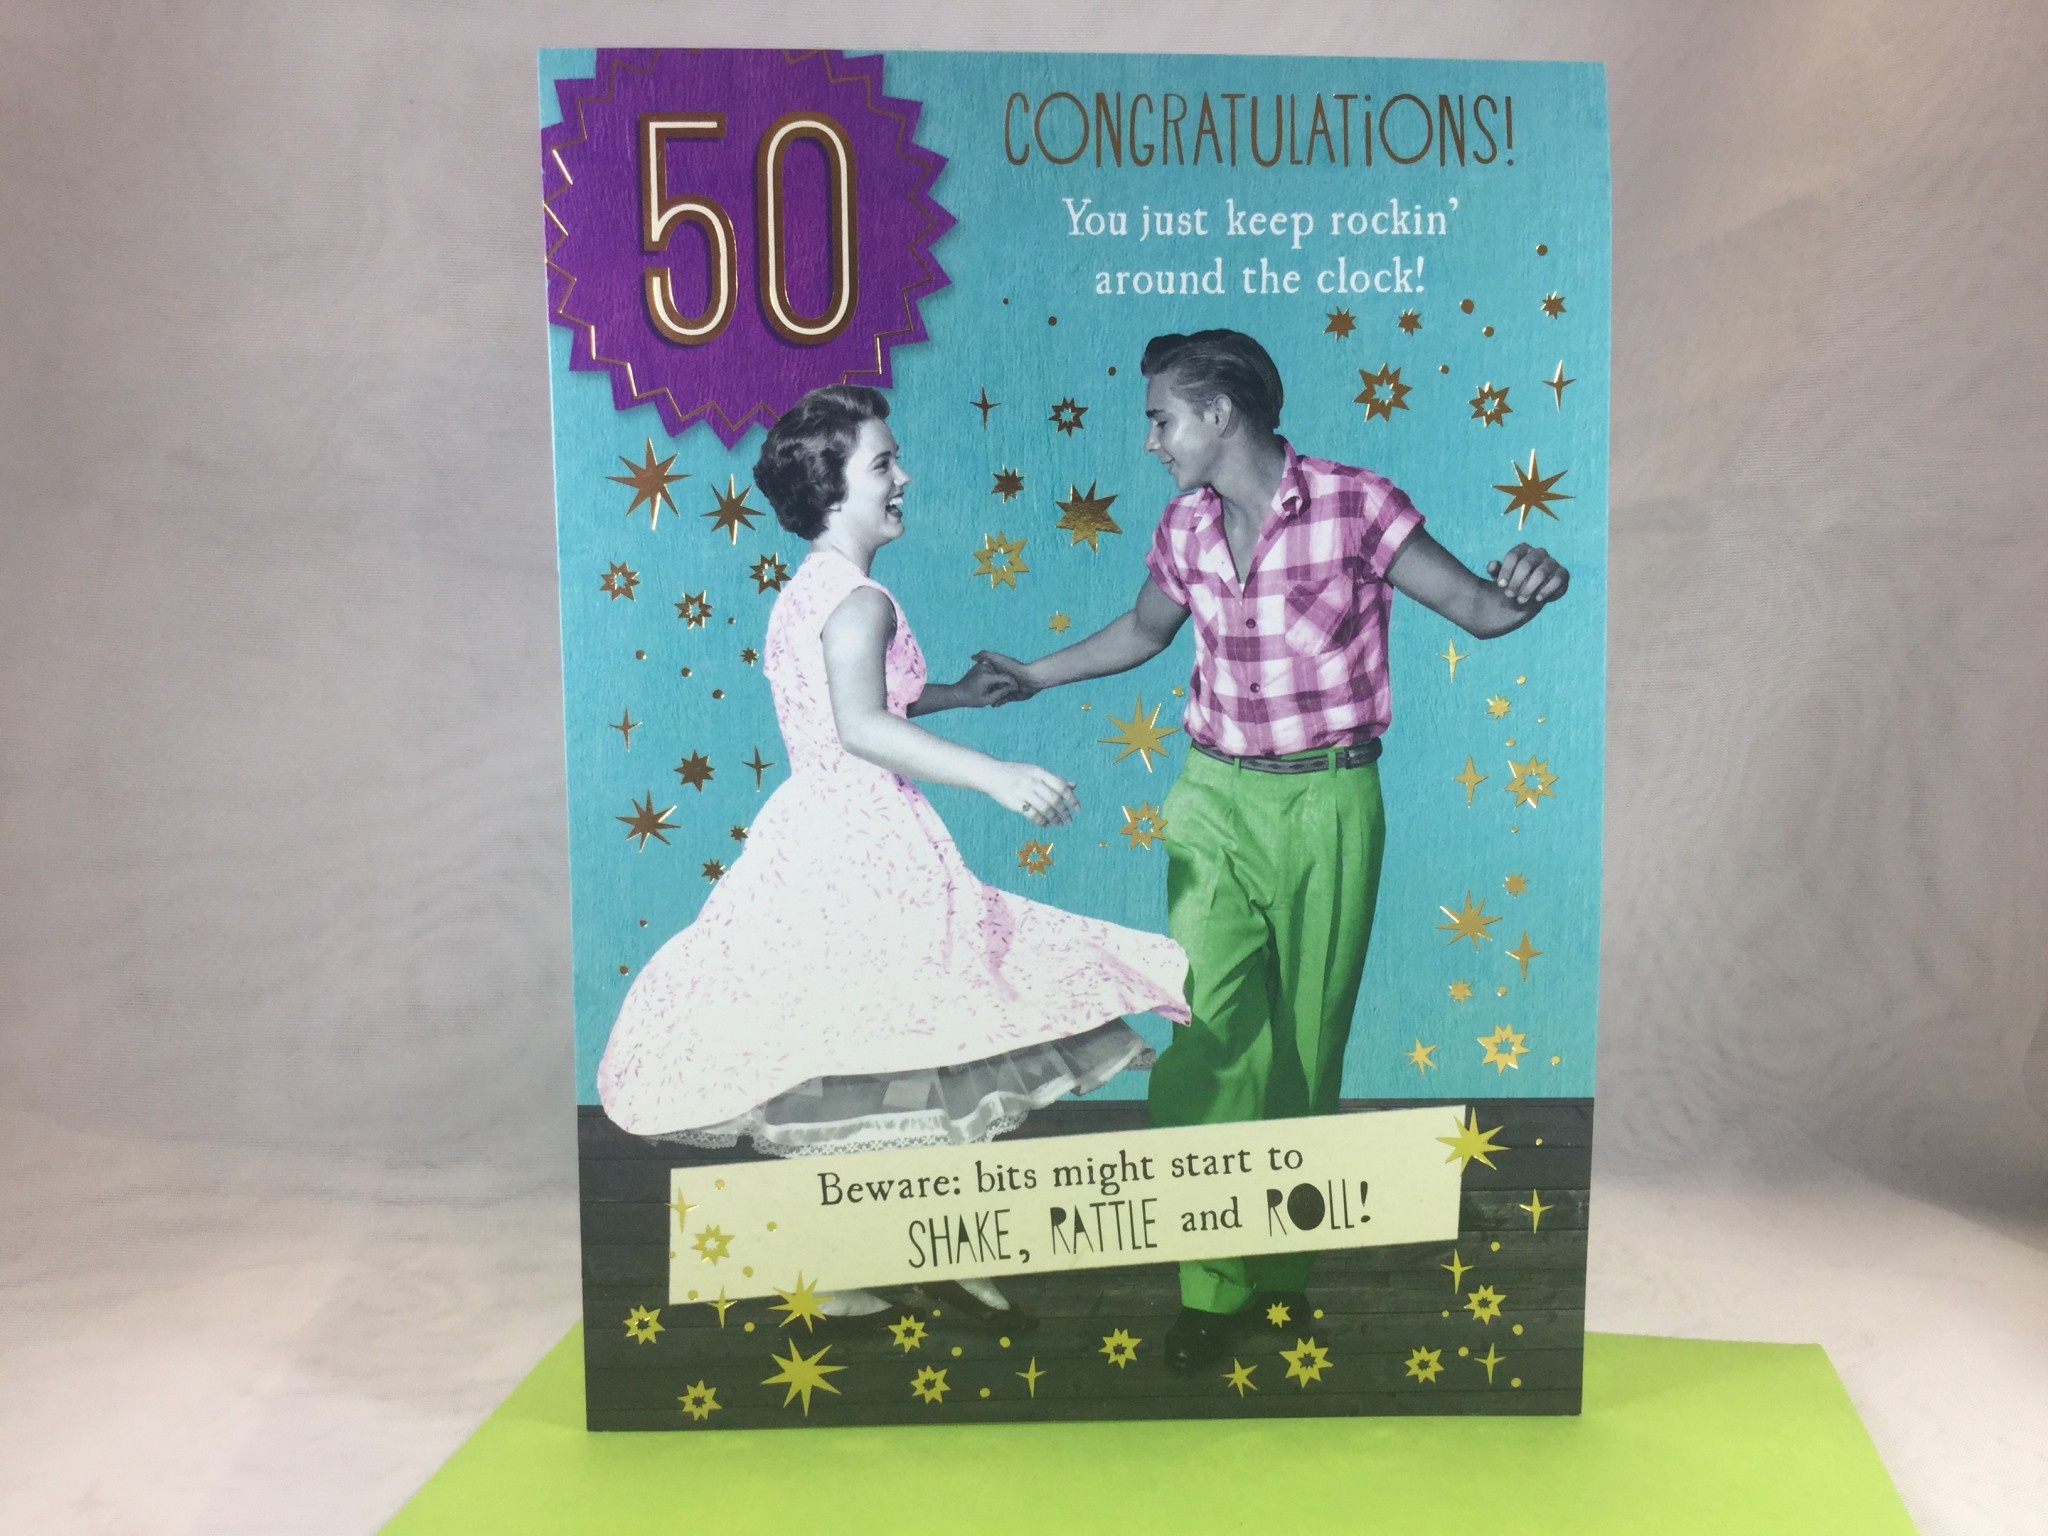 50
CONGRATULATiONS!
You just keep rockin'
around the clock!
Beware: bits might start to
SHAKE, RATTLE and ROLL!